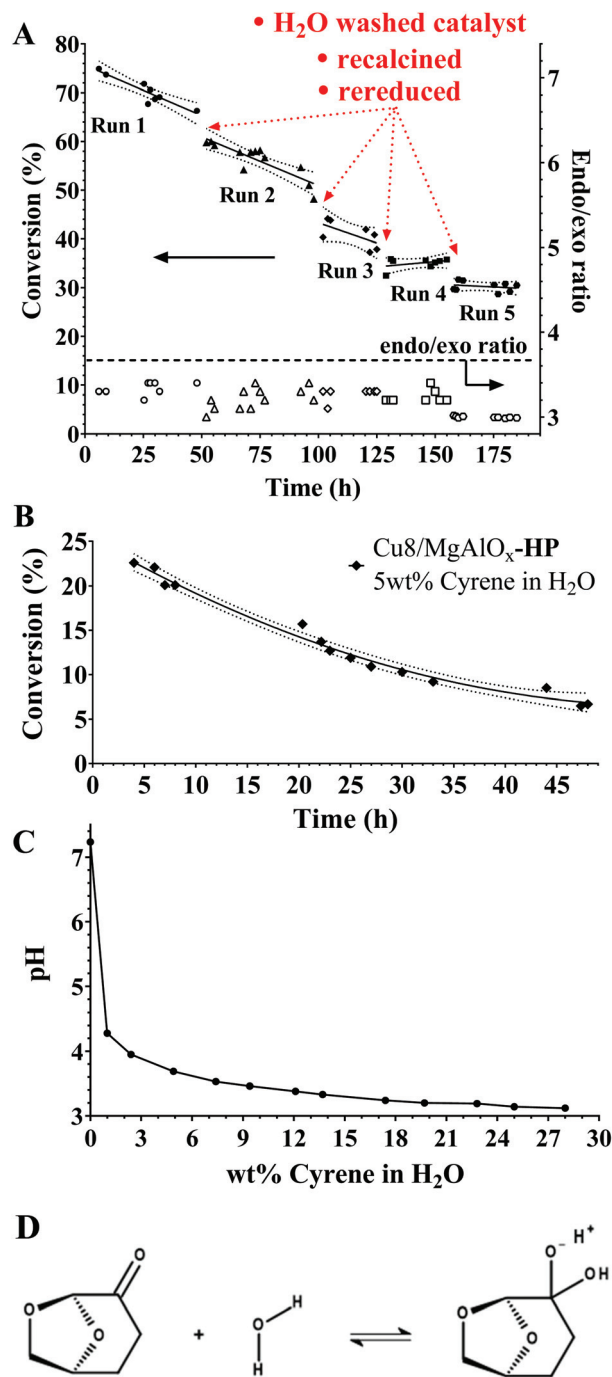 A
• H₂O washed catalyst
• recalcined
• rereduced
Conversion (%)
80
70
60
50
40
30
20
10
0
Run 1
Run 2
Run 3
Run 4
Run 5
endo/exo ratio
7
6
5
4
3
Endo/exo ratio
0
25
50
75
100
125
150
175
Time (h)
B
Conversion (%)
25
20
15
10
5
0
Cu8/MgAlOₓ-HP
5wt% Cyrene in H₂O
0
5
10
15
20
25
30
35
40
45
Time (h)
C
pH
7
6
5
4
3
0
3
6
9
12
15
18
21
24
27
30
wt% Cyrene in H₂O
D
O
O
O
+
O
H
H
O
-
H
+
OH
O
O